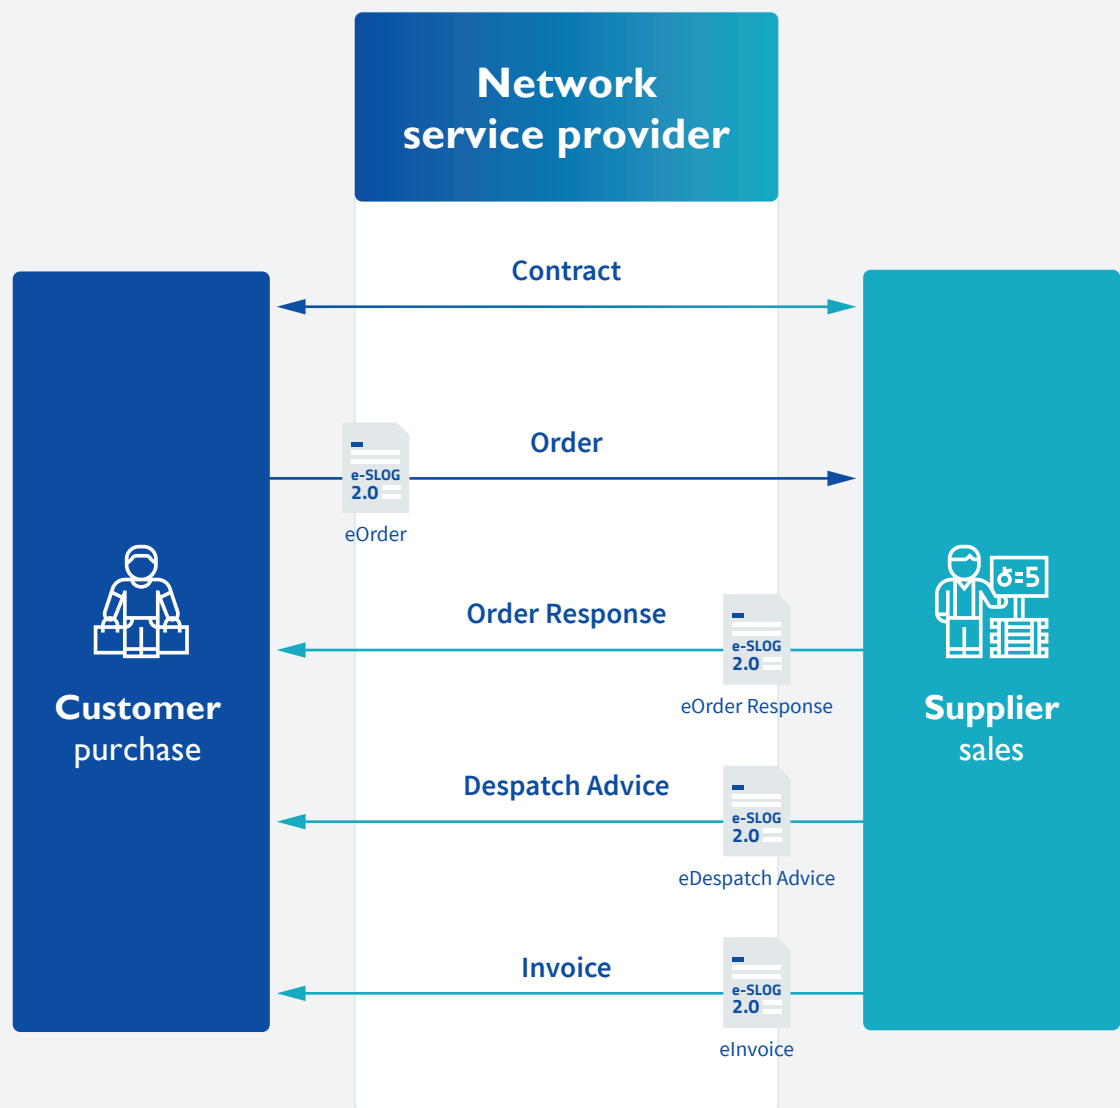 Network
service provider
Contract
Order
e-SLOG
2.0
eOrder
Order Response
e-SLOG
2.0
eOrder Response
Customer
purchase
Supplier
sales
Despatch Advice
e-SLOG
2.0
eDespatch Advice
Invoice
e-SLOG
2.0
eInvoice